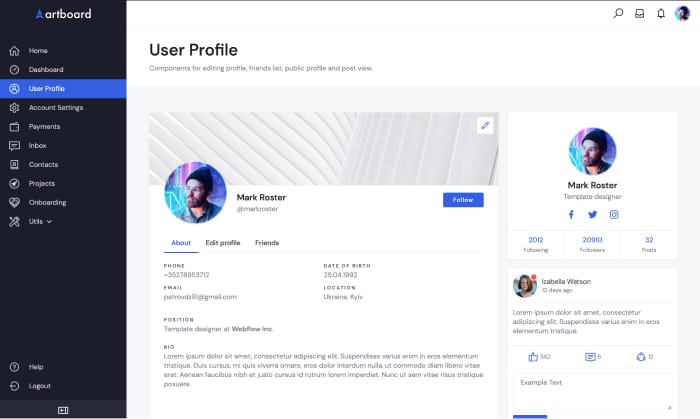 artboard
Home
Dashboard
User Profile
Account Settings
Payments
Inbox
Contacts
Projects
Onboarding
Utils
Help
Logout
User Profile
Components for editing profile, friends list, public profile and post view.
Mark Roster
@markroster
Follow
About Edit profile Friends
PHONE DATE OF BIRTH
+35278953712 25.04.1992
EMAIL LOCATION
petrovdz91@gmail.com Ukraine, Kyiv
POSITION
Template designer at Webflow Inc.
BIO
Lorem ipsum dolor sit amet, consectetur adipiscing elit. Suspendisse varius enim in eros elementum tristique.
Duis cursus, mi quis viverra ornare, eros dolor interdum nulla, ut commodo diam libero vitae
erat. Aenean faucibus nibh et justo cursus id rutrum lorem imperdiet. Nunc ut sem vitae risus tristique
posuere.
Mark Roster
Template designer
2012 20910 32
Following Followers Posts
Izabella Watson
12 days ago
Lorem ipsum dolor sit amet, consectetur
adipiscing elit. Suspendisse varius enim in eros
elementum tristique.
562 8 12
Example Text